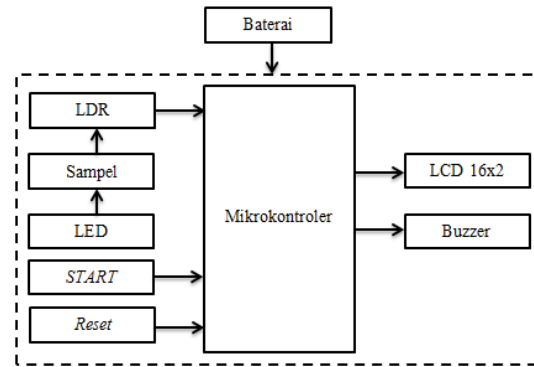 Baterai
LDR
Sampel
LED
START
Reset
Mikrokontroler
LCD 16x2
Buzzer